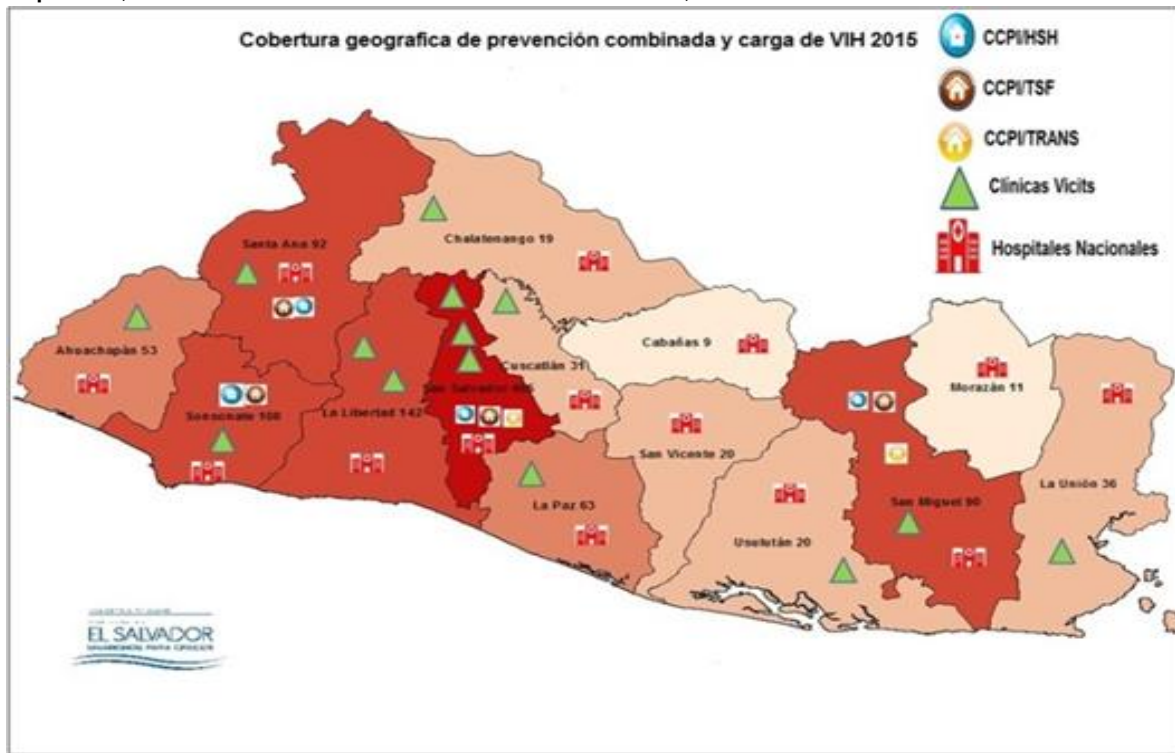 Cobertura geografica de prevención combinada y carga de VIH 2015
CCPI/HSH
CCPI/TSF
CCPI/TRANS
Clínicas Vicits
Hospitales Nacionales
Santa Ana 92
Chalatenango 19
Ahuachapán 53
Sonsonate 108
La Libertad 142
San Salvador
Cuscatlán 31
Cabañas 9
Morazán 11
San Vicente 20
La Paz 63
Usulután 20
San Miguel 90
La Unión 36
EL SALVADOR